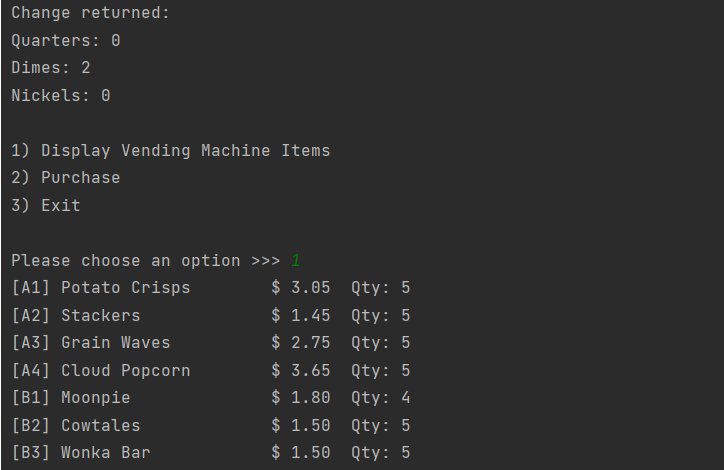 Change returned:
Quarters: 0
Dimes: 2
Nickels: 0
1) Display Vending Machine Items
2) Purchase
3) Exit
Please choose an option >>> 1
[A1] Potato Crisps        $ 3.05  Qty: 5
[A2] Stackers             $ 1.45  Qty: 5
[A3] Grain Waves          $ 2.75  Qty: 5
[A4] Cloud Popcorn        $ 3.65  Qty: 5
[B1] Moonpie              $ 1.80  Qty: 4
[B2] Cowtales             $ 1.50  Qty: 5
[B3] Wonka Bar            $ 1.50  Qty: 5